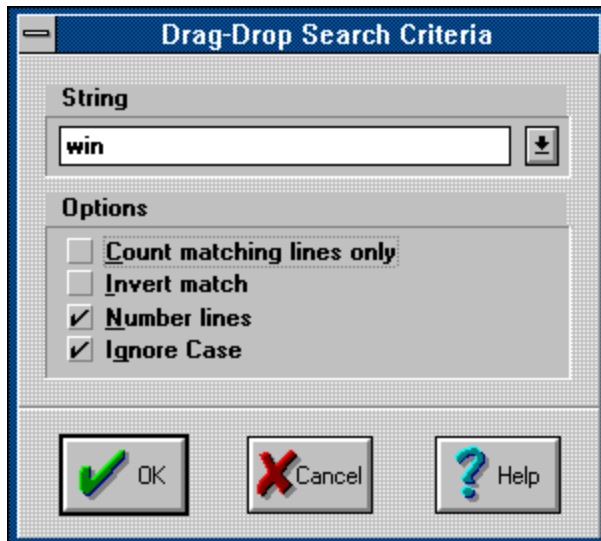 Drag-Drop Search Criteria
String
win
Options
Count matching lines only
Invert match
Number lines
Ignore Case
OK
Cancel
Help